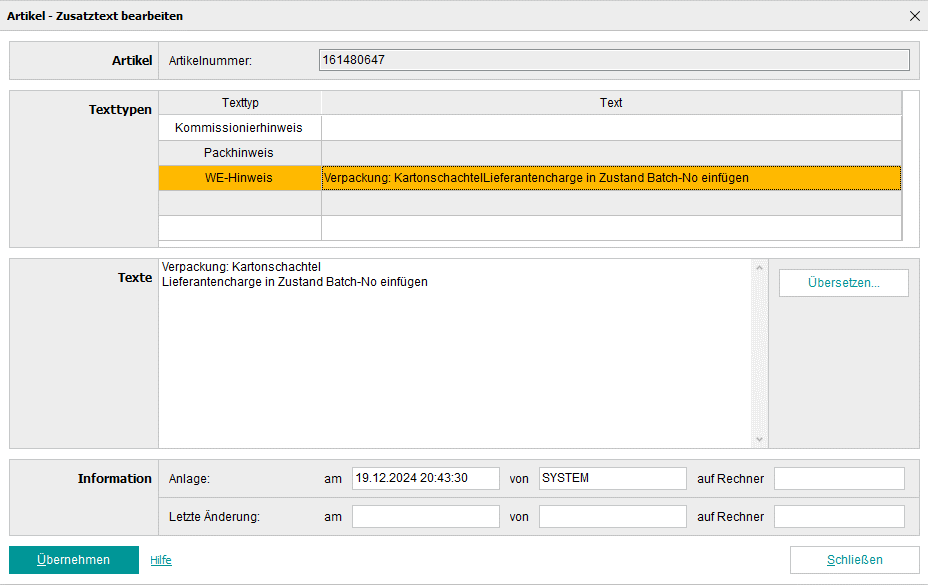 Artikel - Zusatztext bearbeiten
Artikel Artikelnummer: 161480647
Texttypen Texttyp Text
Kommissionierhinweis
Packhinweis
WE-Hinweis Verpackung: KartonschachtelLieferantencharge in Zustand Batch-No einfügen
Texte Verpackung: Kartonschachtel
Lieferantencharge in Zustand Batch-No einfügen
Übersetzen...
Information Anlage: am 19.12.2024 20:43:30 von SYSTEM auf Rechner
Letzte Änderung: am von auf Rechner
Übernehmen Hilfe Schließen